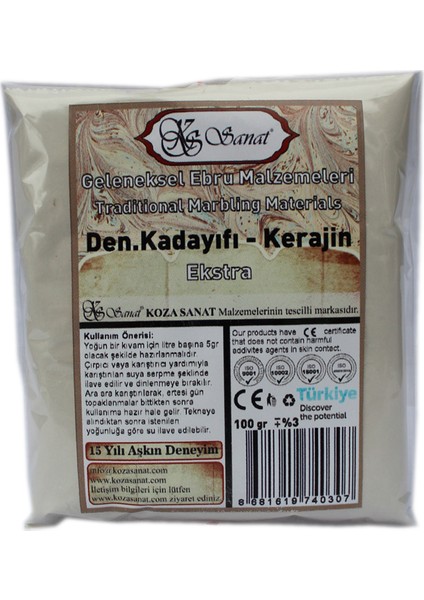 KS Sanat®
Geleneksel Ebru Malzemeleri
Traditional Marbling Materials
Den.Kadayıfı - Kerajin
Ekstra
KS Sanat® KOZA SANAT Malzemelerinin tescilli markasıdır.
Kullanım Önerisi:
Yoğun bir kıvam için litre başına 5gr
olacak şekilde hazırlanmalıdır.
Çırpıcı veya karıştırıcı yardımıyla
karıştırılan suya serpme şeklinde
ilave edilir ve dinlenmeye bırakılır.
Ara ara karıştırılarak, ertesi gün
topaklanmalar bittikten sonra
kullanıma hazır hale gelir. Tekneye
alındıktan sonra istenilen
yoğunluğa göre su ilave edilebilir.
15 Yılı Aşkın Deneyim
info@kozasanat.com
www.kozasanat.com
İletişim bilgileri için lütfen
www.kozasanat.com ziyaret ediniz
Our products have CE certificate
that does not contain harmful
addivites agents in skin contact.
ISO 9001
ISO 10002
ISO
ISO
CE
Türkiye
Discover
the potential
100 gr ∓%3
8 681619 740307